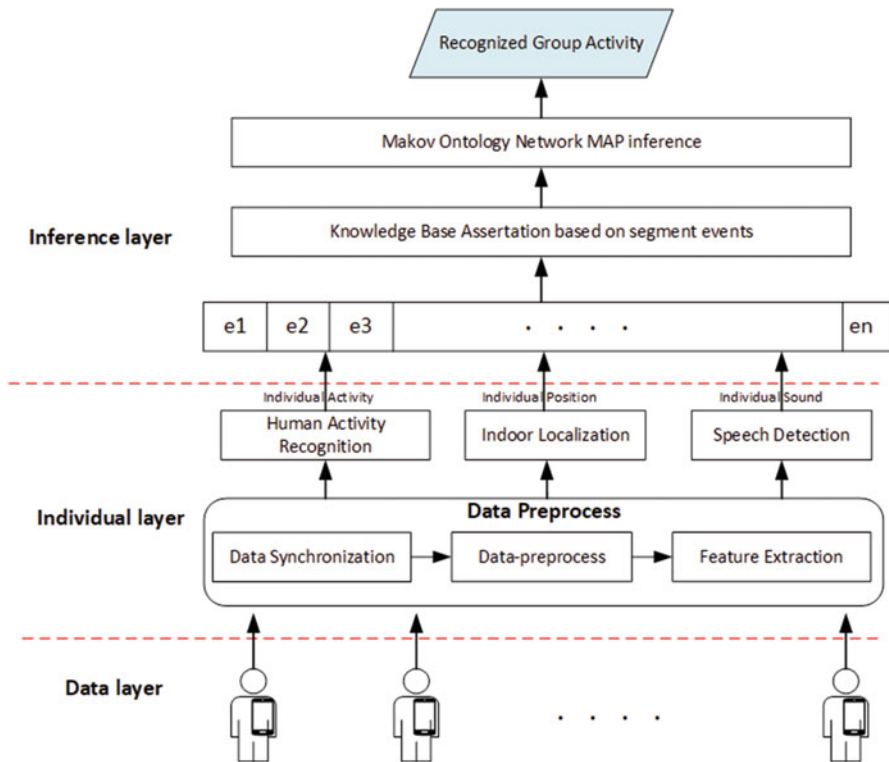 Recognized Group Activity
Makov Ontology Network MAP inference
Inference layer
Knowledge Base Assertation based on segment events
e1 e2 e3 . . . . en
Individual Activity Individual Position Individual Sound
Human Activity
Recognition
Indoor Localization
Speech Detection
Individual layer
Data Preprocess
Data Synchronization
Data-preprocess
Feature Extraction
Data layer
. . . .